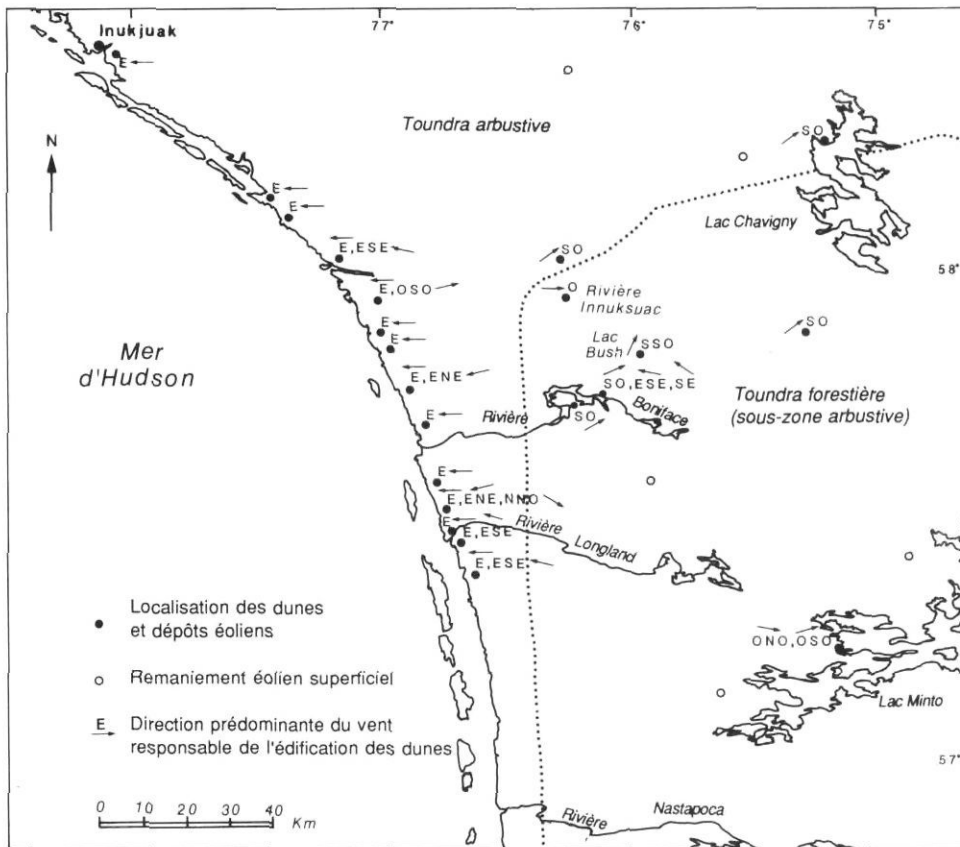 77° 76° 75°
Inukjuak
E
N
Toundra arbustive
SO
E
E
Lac Chavigny
E,ESE
SO
58°
E,OSO
O
Rivière
Innuksuac
E
E
SO
Lac
Bush
SSO
Mer
d'Hudson
E,ENE
SO,ESE,SE
Toundra forestière
(sous-zone arbustive)
Boniface
E
Rivière
SO
E
E,ENE,NNO
E
E,ESE
Rivière
Longland
E,ESE
Localisation des dunes
et dépôts éoliens
ONO,OSO
Remaniement éolien superficiel
Lac Minto
E
Direction prédominante du vent
responsable de l'édification des dunes
57°
0 10 20 30 40
Km
Rivière
Nastapoca